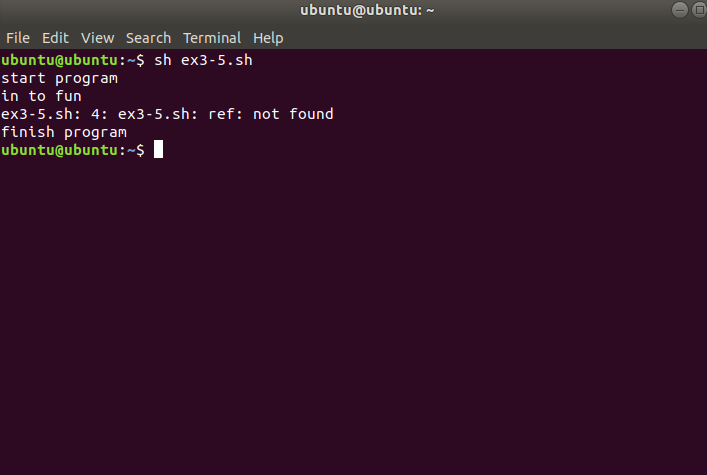 ubuntu@ubuntu: ~
File Edit View Search Terminal Help
ubuntu@ubuntu:~$ sh ex3-5.sh
start program
in to fun
ex3-5.sh: 4: ex3-5.sh: ref: not found
finish program
ubuntu@ubuntu:~$